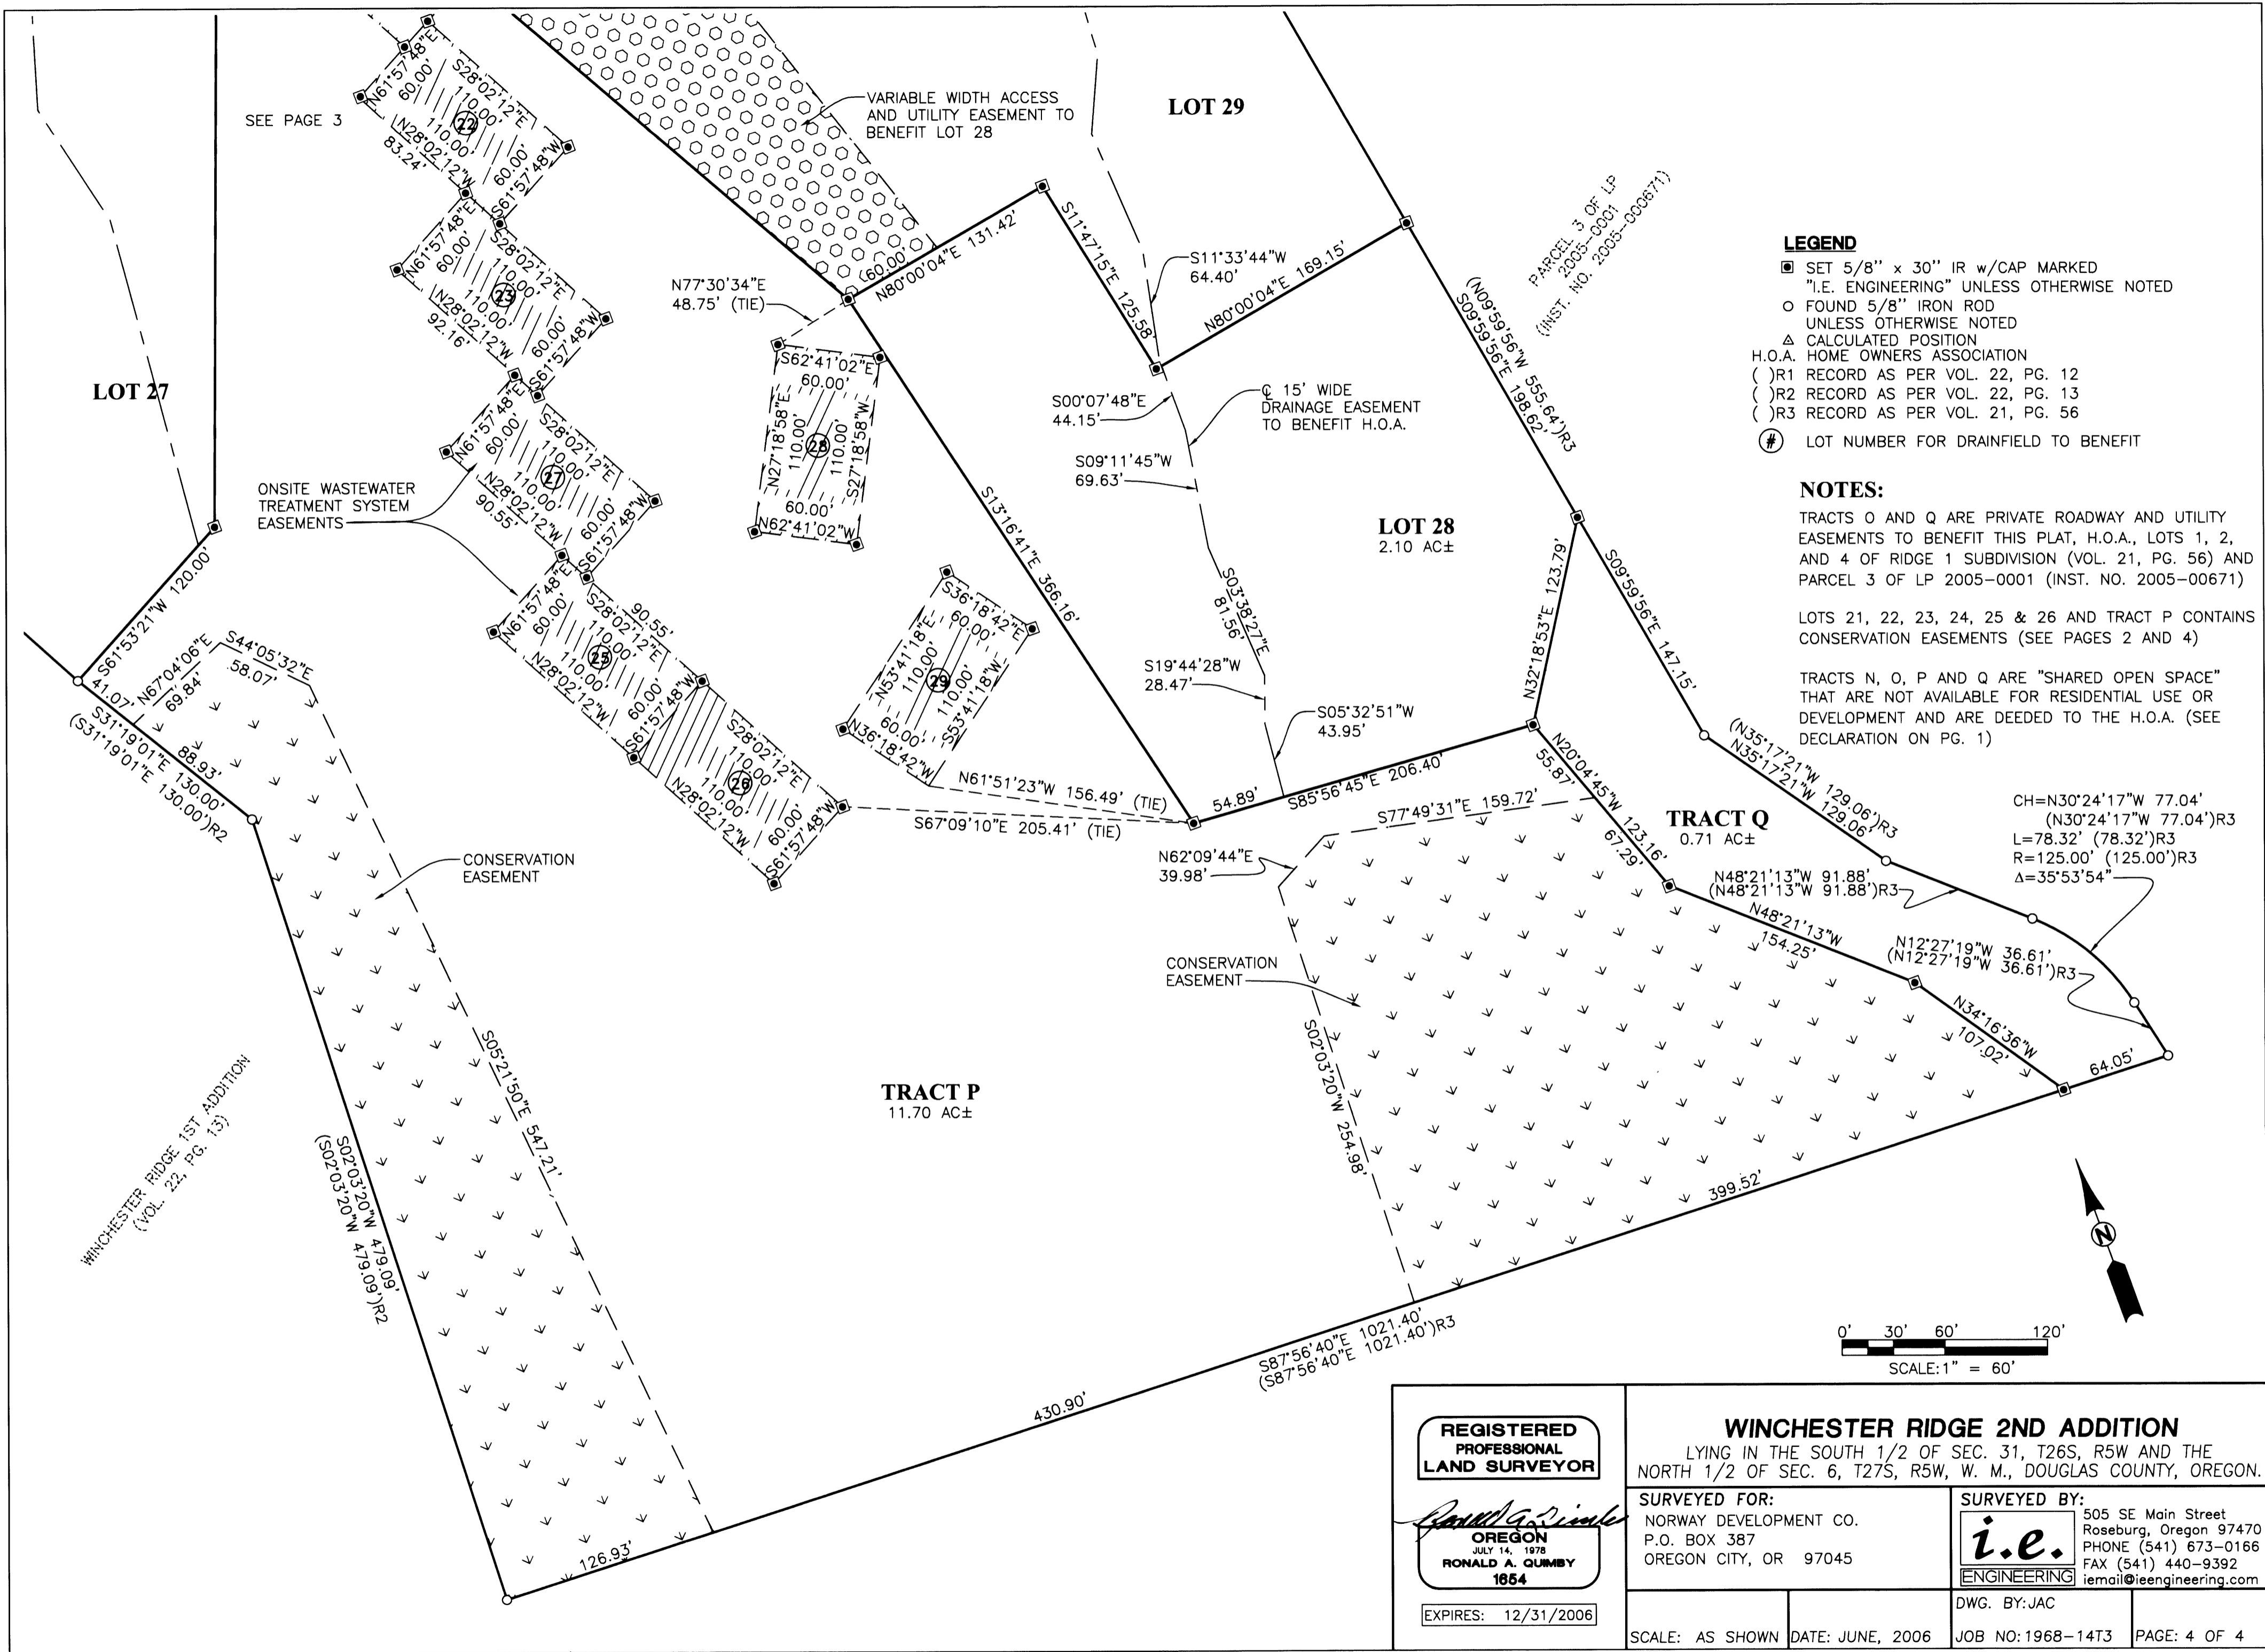 SEE PAGE 3
LOT 27
N61°57'48"E
60.00'
S28°02'12"E
110.00'
22
110.00'
N28°02'12"W
83.24'
60.00'
S61°57'48"W
N61°57'48"E
60.00'
S28°02'12"E
110.00'
23
110.00'
N28°02'12"W
92.16'
60.00'
S61°57'48"W
N61°57'48"E
60.00'
S28°02'12"E
110.00'
27
110.00'
N28°02'12"W
90.55'
60.00'
S61°57'48"W
ONSITE WASTEWATER
TREATMENT SYSTEM
EASEMENTS
N61°57'48"E
60.00'
90.55'
S28°02'12"E
110.00'
25
110.00'
N28°02'12"W
60.00'
S61°57'48"W
S28°02'12"E
110.00'
26
110.00'
N28°02'12"W
60.00'
S61°57'48"W
VARIABLE WIDTH ACCESS
AND UTILITY EASEMENT TO
BENEFIT LOT 28
LOT 29
(60.00')
N80°00'04"E 131.42'
S11°47'15"E 125.58'
S11°33'44"W
64.40'
N80°00'04"E 169.15'
N77°30'34"E
48.75' (TIE)
S62°41'02"E
60.00'
N27°18'58"E
110.00'
28
110.00'
S27°18'58"W
60.00'
N62°41'02"W
S13°16'41"E 366.16'
S36°18'42"E
60.00'
N53°41'18"E
110.00'
29
110.00'
S53°41'18"W
60.00'
N36°18'42"W
N61°51'23"W 156.49' (TIE)
S67°09'10"E 205.41' (TIE)
PARCEL 3 OF LP
2005-0001
(INST. NO. 2005-000671)
(N09°59'56"W 555.64')R3
S09°59'56"E 198.62'
S00°07'48"E
44.15'
℄ 15' WIDE
DRAINAGE EASEMENT
TO BENEFIT H.O.A.
S09°11'45"W
69.63'
LOT 28
2.10 AC±
S03°38'27"E
81.56'
S19°44'28"W
28.47'
S05°32'51"W
43.95'
N32°18'53"E 123.79'
S09°59'56"E 147.15'
54.89'
S85°56'45"E 206.40'
S77°49'31"E 159.72'
N62°09'44"E
39.98'
N20°04'45"W 123.16'
55.87'
67.29'
TRACT Q
0.71 AC±
(N35°17'21"W 129.06')R3
N35°17'21"W 129.06'
N48°21'13"W 91.88'
(N48°21'13"W 91.88')R3
N48°21'13"W
154.25'
CH=N30°24'17"W 77.04'
(N30°24'17"W 77.04')R3
L=78.32' (78.32')R3
R=125.00' (125.00')R3
Δ=35°53'54"
N12°27'19"W 36.61'
(N12°27'19"W 36.61')R3
N34°16'36"W
107.02'
64.05'
S61°53'21"W 120.00'
41.07'
N67°04'06"E
69.84'
S44°05'32"E
58.07'
88.93'
S31°19'01"E 130.00'
(S31°19'01"E 130.00')R2
CONSERVATION
EASEMENT
S05°21'50"E 547.21'
S02°03'20"W 479.09'
(S02°03'20"W 479.09')R2
WINCHESTER RIDGE 1ST ADDITION
(VOL. 22, PG. 13)
TRACT P
11.70 AC±
CONSERVATION
EASEMENT
S02°03'20"W 254.98'
399.52'
S87°56'40"E 1021.40'
(S87°56'40"E 1021.40')R3
430.90'
126.93'
LEGEND
SET 5/8'' x 30'' IR w/CAP MARKED
"I.E. ENGINEERING" UNLESS OTHERWISE NOTED
FOUND 5/8'' IRON ROD
UNLESS OTHERWISE NOTED
CALCULATED POSITION
H.O.A. HOME OWNERS ASSOCIATION
( )R1 RECORD AS PER VOL. 22, PG. 12
( )R2 RECORD AS PER VOL. 22, PG. 13
( )R3 RECORD AS PER VOL. 21, PG. 56
# LOT NUMBER FOR DRAINFIELD TO BENEFIT
NOTES:
TRACTS O AND Q ARE PRIVATE ROADWAY AND UTILITY
EASEMENTS TO BENEFIT THIS PLAT, H.O.A., LOTS 1, 2,
AND 4 OF RIDGE 1 SUBDIVISION (VOL. 21, PG. 56) AND
PARCEL 3 OF LP 2005-0001 (INST. NO. 2005-00671)
LOTS 21, 22, 23, 24, 25 & 26 AND TRACT P CONTAINS
CONSERVATION EASEMENTS (SEE PAGES 2 AND 4)
TRACTS N, O, P AND Q ARE "SHARED OPEN SPACE"
THAT ARE NOT AVAILABLE FOR RESIDENTIAL USE OR
DEVELOPMENT AND ARE DEEDED TO THE H.O.A. (SEE
DECLARATION ON PG. 1)
N
0' 30' 60' 120'
SCALE: 1" = 60'
REGISTERED
PROFESSIONAL
LAND SURVEYOR
OREGON
JULY 14, 1978
RONALD A. QUIMBY
1654
EXPIRES: 12/31/2006
WINCHESTER RIDGE 2ND ADDITION
LYING IN THE SOUTH 1/2 OF SEC. 31, T26S, R5W AND THE
NORTH 1/2 OF SEC. 6, T27S, R5W, W. M., DOUGLAS COUNTY, OREGON.
SURVEYED FOR:
NORWAY DEVELOPMENT CO.
P.O. BOX 387
OREGON CITY, OR 97045
SURVEYED BY:
i.e.
ENGINEERING
505 SE Main Street
Roseburg, Oregon 97470
PHONE (541) 673-0166
FAX (541) 440-9392
iemail@ieengineering.com
SCALE: AS SHOWN
DATE: JUNE, 2006
DWG. BY: JAC
JOB NO: 1968-14T3
PAGE: 4 OF 4